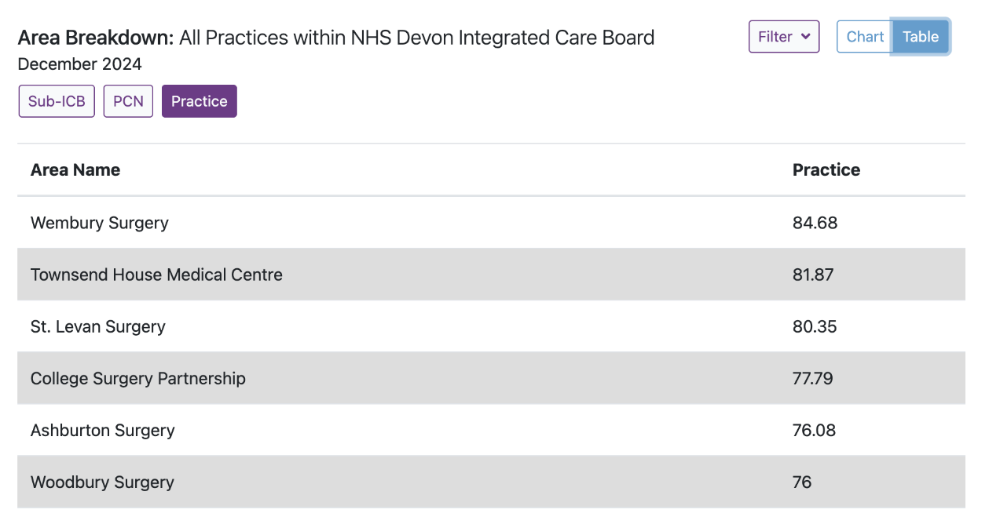 Area Breakdown: All Practices within NHS Devon Integrated Care Board
December 2024
Filter Chart Table
Sub-ICB PCN Practice
Area Name Practice
Wembury Surgery 84.68
Townsend House Medical Centre 81.87
St. Levan Surgery 80.35
College Surgery Partnership 77.79
Ashburton Surgery 76.08
Woodbury Surgery 76